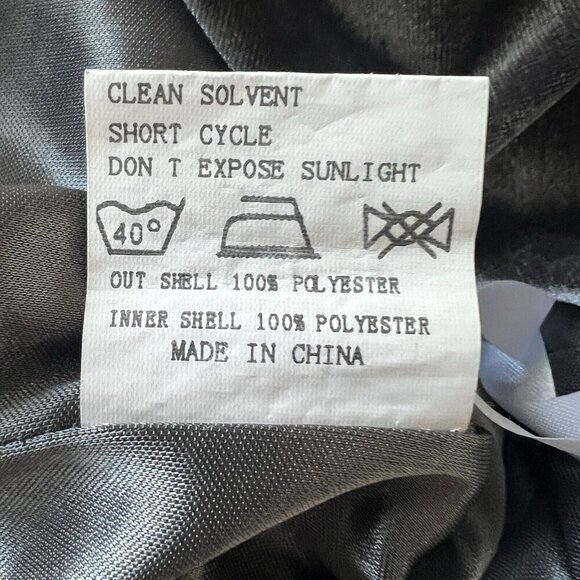 CLEAN SOLVENT
SHORT CYCLE
DON T EXPOSE SUNLIGHT
40°
OUT SHELL 100% POLYESTER
INNER SHELL 100% POLYESTER
MADE IN CHINA